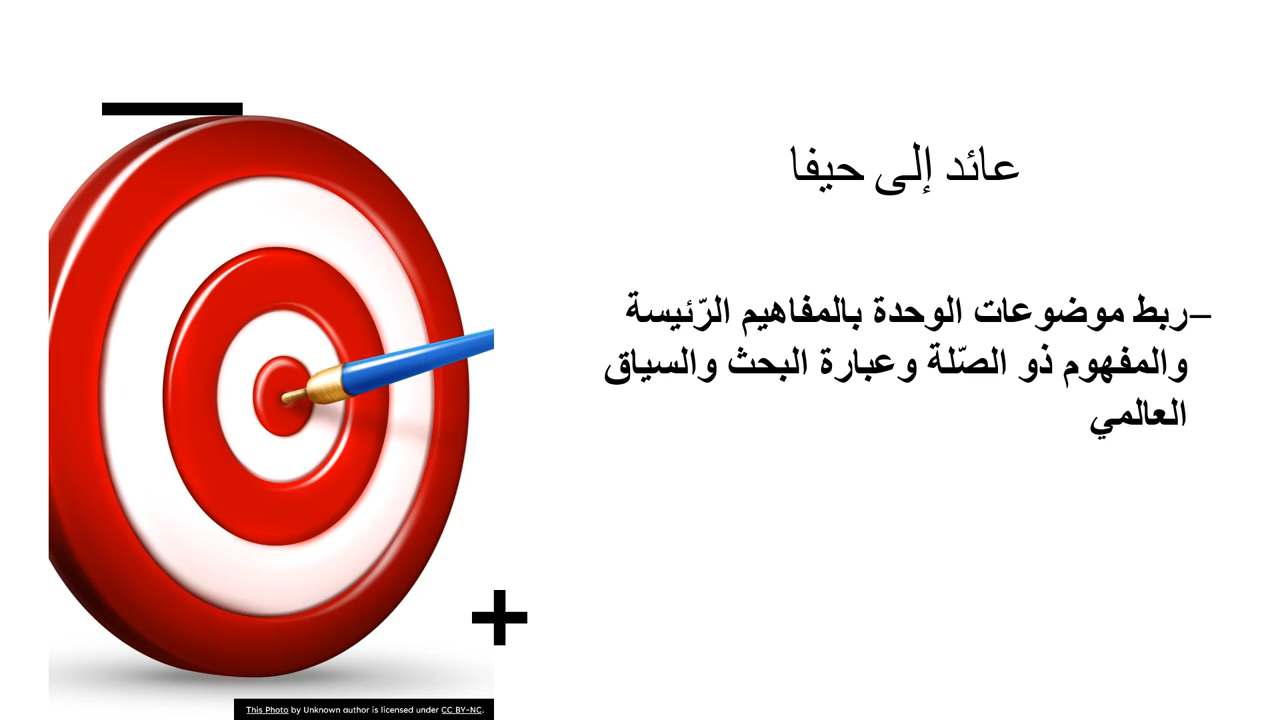 عائد إلى حيفا
–ربط موضوعات الوحدة بالمفاهيم الرّئيسة
والمفهوم ذو الصّلة وعبارة البحث والسياق
العالمي
This Photo by Unknown author is licensed under CC BY-NC.